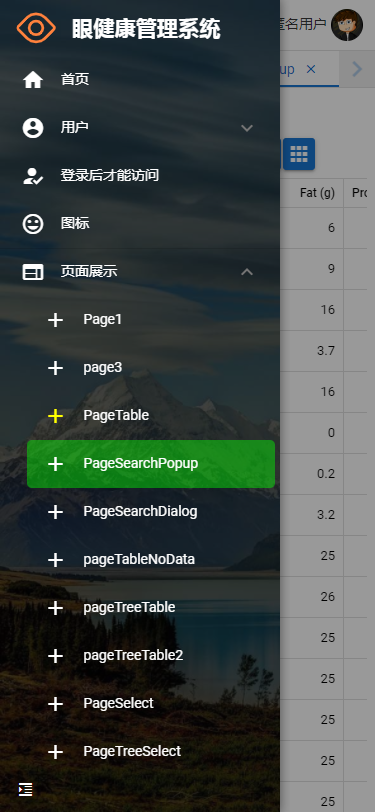 眼健康管理系统
匿名用户
首页
用户
登录后才能访问
图标
页面展示
Page1
page3
PageTable
PageSearchPopup
PageSearchDialog
pageTableNoData
pageTreeTable
pageTreeTable2
PageSelect
PageTreeSelect
up ×
Fat (g) Pro
6
9
16
3.7
16
0
0.2
3.2
25
26
25
25
25
25
25